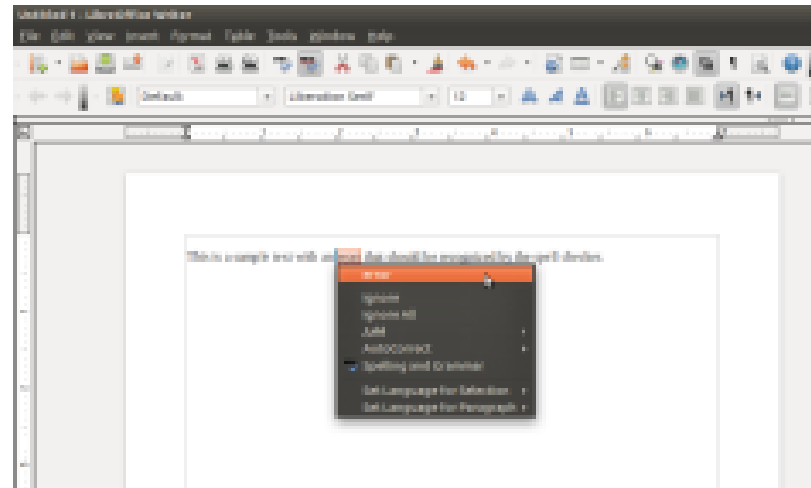 Untitled 1 - LibreOffice Writer
File Edit View Insert Format Table Tools Window Help
Default Liberation Serif 12
This is a sample text with an that should be recognized by the spell checker.
Ignore
Ignore All
Add
AutoCorrect
Spelling and Grammar
Set Language for Selection
Set Language for Paragraph